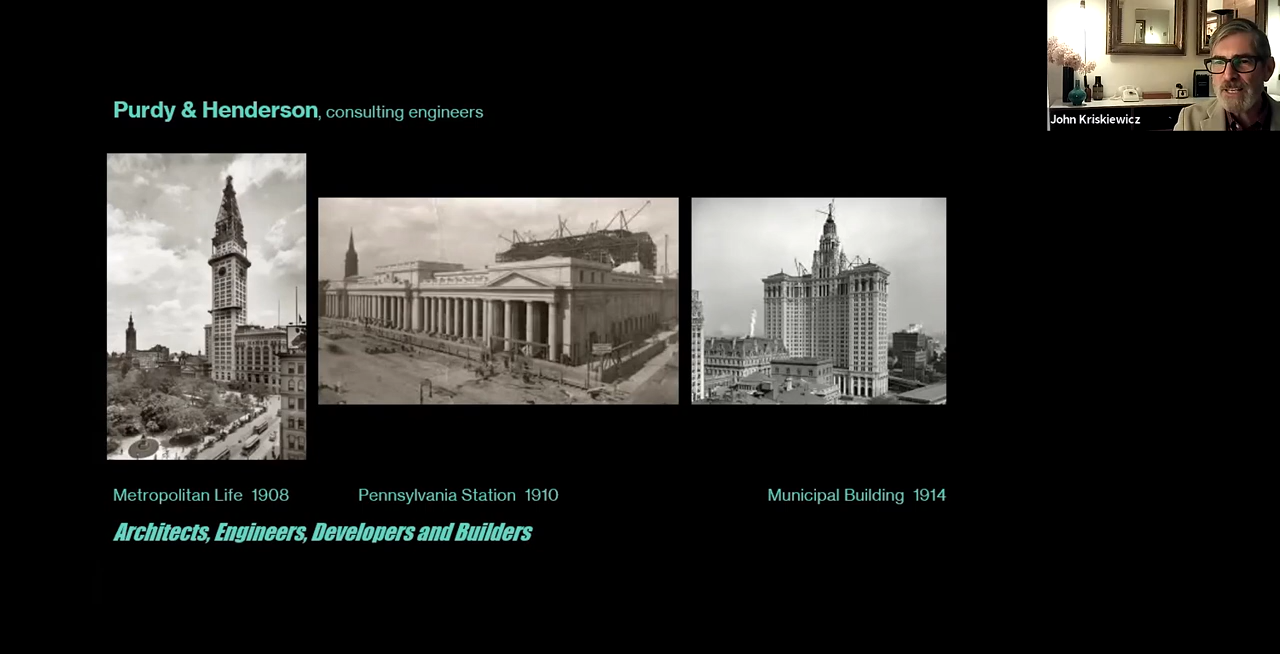 Purdy & Henderson, consulting engineers
John Kriskiewicz
Metropolitan Life 1908
Pennsylvania Station 1910
Municipal Building 1914
Architects, Engineers, Developers and Builders